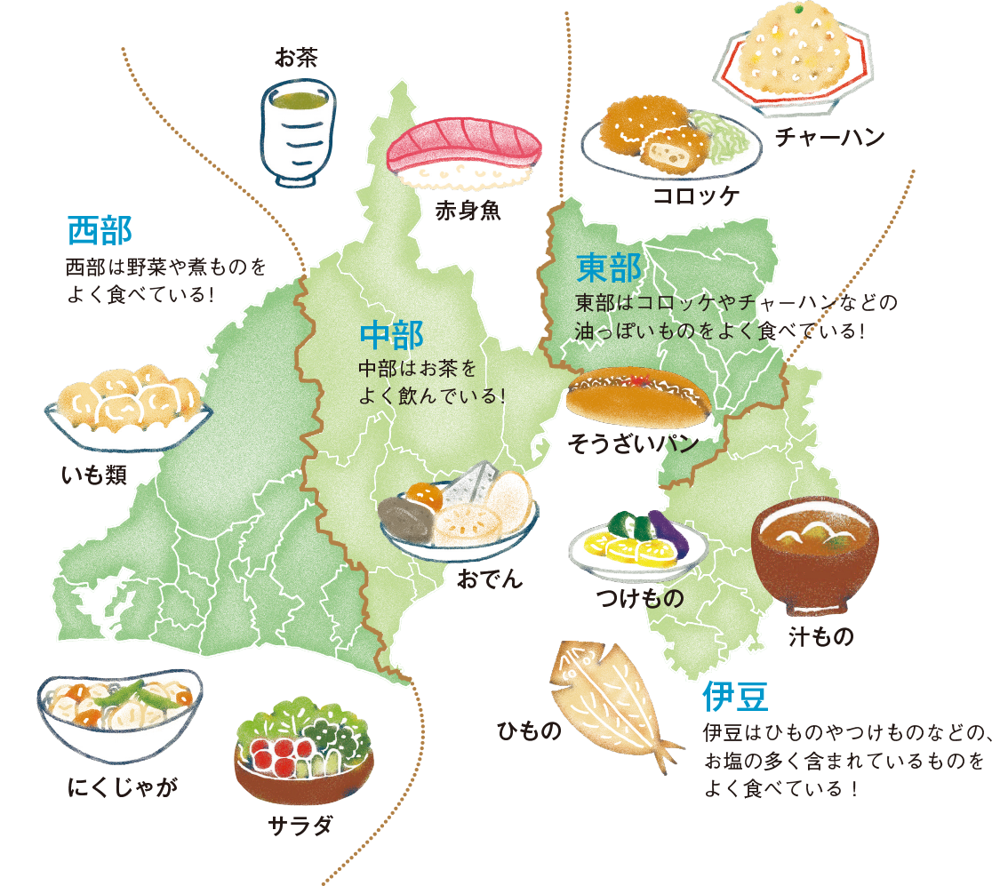 お茶
赤身魚
チャーハン
コロッケ
西部
西部は野菜や煮ものを
よく食べている!
東部
東部はコロッケやチャーハンなどの
油っぽいものをよく食べている!
中部
中部はお茶を
よく飲んでいる!
いも類
そうざいパン
おでん
つけもの
汁もの
にくじゃが
サラダ
ひもの
伊豆
伊豆はひものやつけものなどの、
お塩の多く含まれているものを
よく食べている！